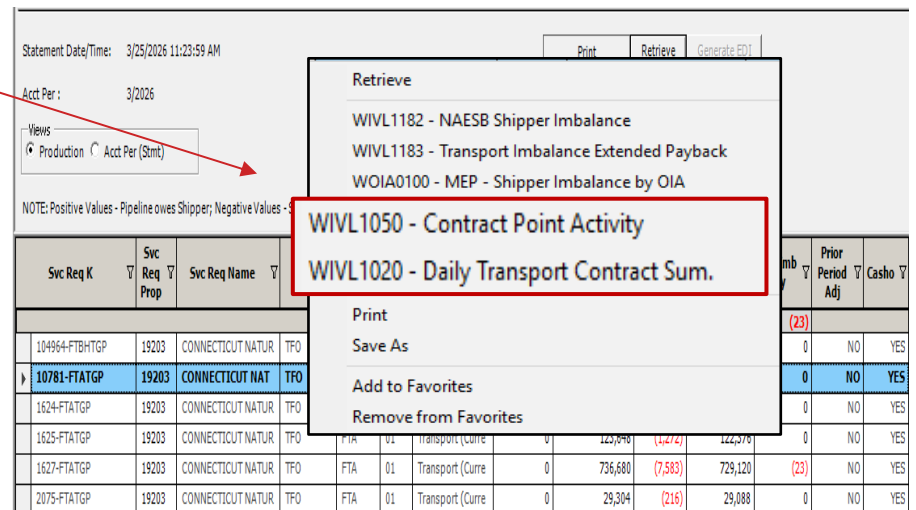 Statement Date/Time: 3/25/2026 11:23:59 AM
Print Retrieve Generate EDI
Acct Per : 3/2026
Views
Production Acct Per (Stmt)
NOTE: Positive Values - Pipeline owes Shipper; Negative Values - S
Retrieve
WIVL1182 - NAESB Shipper Imbalance
WIVL1183 - Transport Imbalance Extended Payback
WOIA0100 - MEP - Shipper Imbalance by OIA
WIVL1050 - Contract Point Activity
WIVL1020 - Daily Transport Contract Sum.
Print
Save As
Add to Favorites
Remove from Favorites
Svc Req K Svc Req Prop Svc Req Name mb y Prior Period Adj Casho
(23)
104964-FTBHTGP 19203 CONNECTICUT NATUR TFO 0 NO YES
10781-FTATGP 19203 CONNECTICUT NAT TFO 0 NO YES
1624-FTATGP 19203 CONNECTICUT NATUR TFO 0 NO YES
1625-FTATGP 19203 CONNECTICUT NATUR TFO FTA 01 Transport (Curre 0 123,648 (1,272) 122,376 0 NO YES
1627-FTATGP 19203 CONNECTICUT NATUR TFO FTA 01 Transport (Curre 0 736,680 (7,583) 729,120 (23) NO YES
2075-FTATGP 19203 CONNECTICUT NATUR TFO FTA 01 Transport (Curre 0 29,304 (216) 29,088 0 NO YES